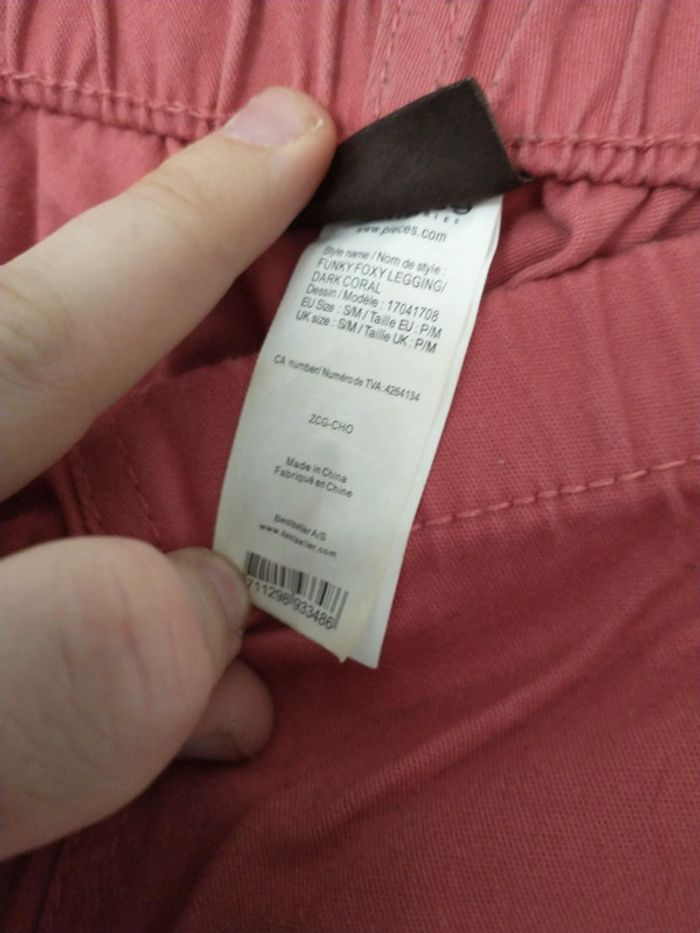 www.pieces.com
Style name / Nom de style :
FUNKY FOXY LEGGING/
DARK CORAL
Dessin / Modèle : 17041708
EU Size : S/M / Taille EU : P/M
UK size : S/M / Taille UK : P/M
CA number/ Numéro de TVA 4264134
ZCG-CHO
Made in China
Fabriqué en Chine
Bestseller A/S
www.bestseller.com
711298 933486